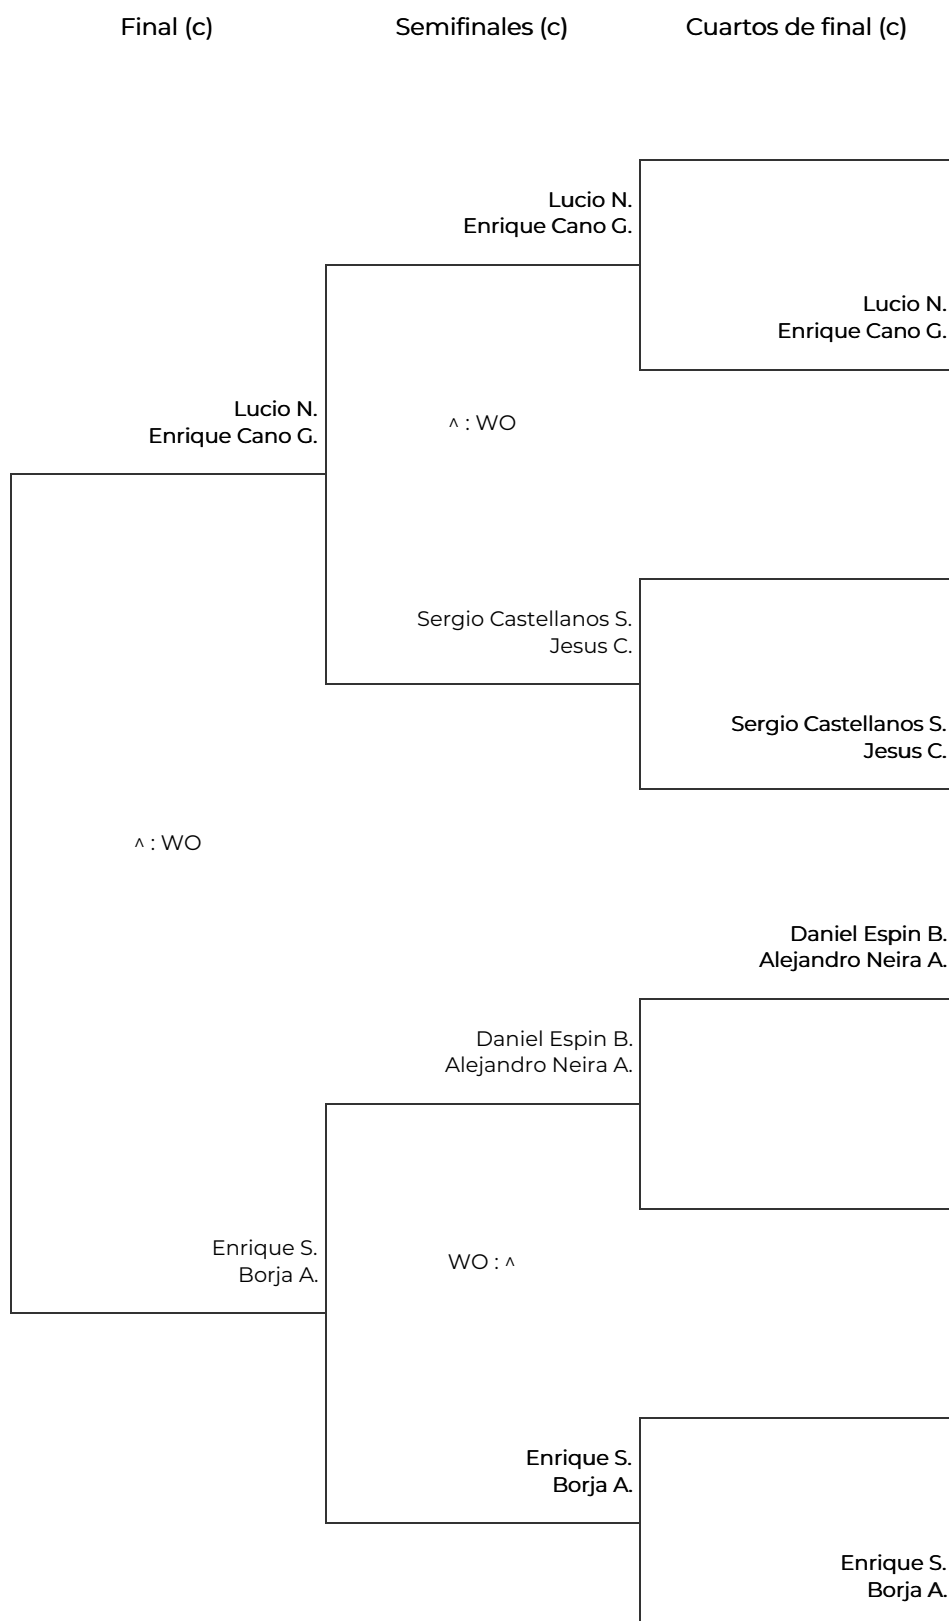 Final (c)
Semifinales (c)
Cuartos de final (c)
Lucio N.
Enrique Cano G.
Lucio N.
Enrique Cano G.
Lucio N.
Enrique Cano G.
^ : WO
Sergio Castellanos S.
Jesus C.
Sergio Castellanos S.
Jesus C.
^ : WO
Daniel Espin B.
Alejandro Neira A.
Daniel Espin B.
Alejandro Neira A.
Enrique S.
Borja A.
WO : ^
Enrique S.
Borja A.
Enrique S.
Borja A.